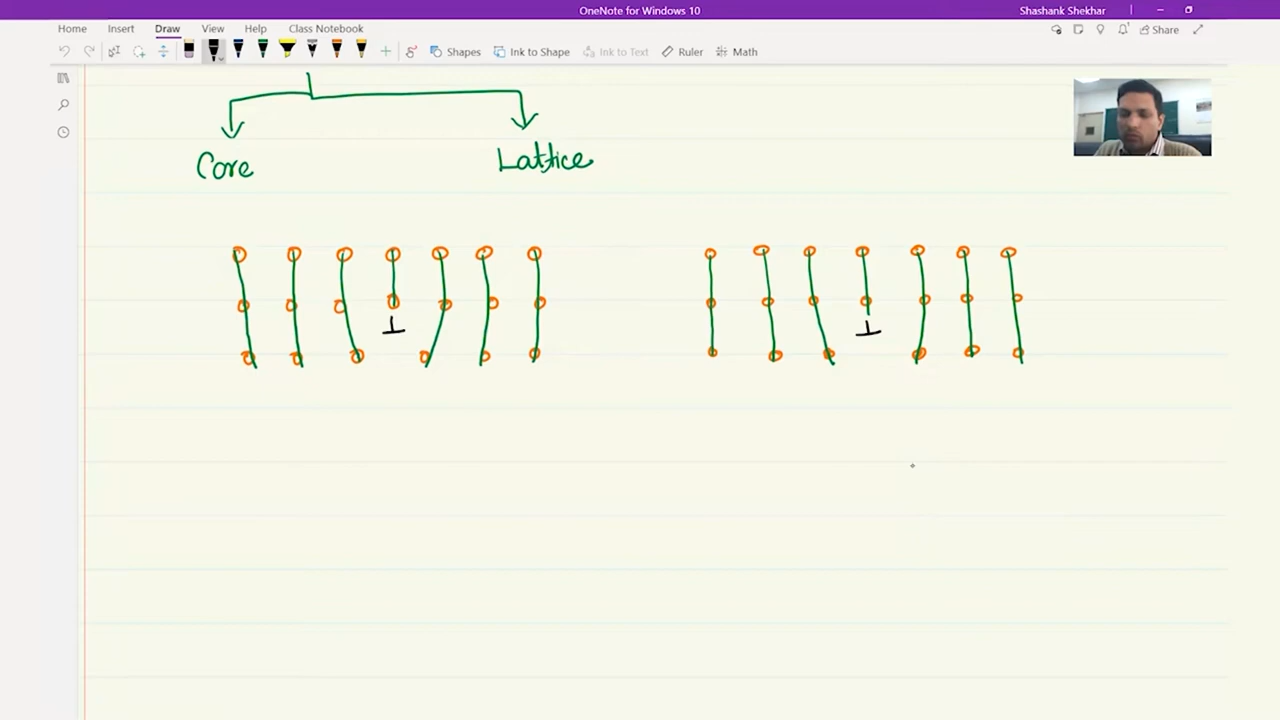 OneNote for Windows 10
Shashank Shekhar
Home Insert Draw View Help Class Notebook
Share
Shapes Ink to Shape Ink to Text Ruler Math
Core Lattice
⊥ ⊥